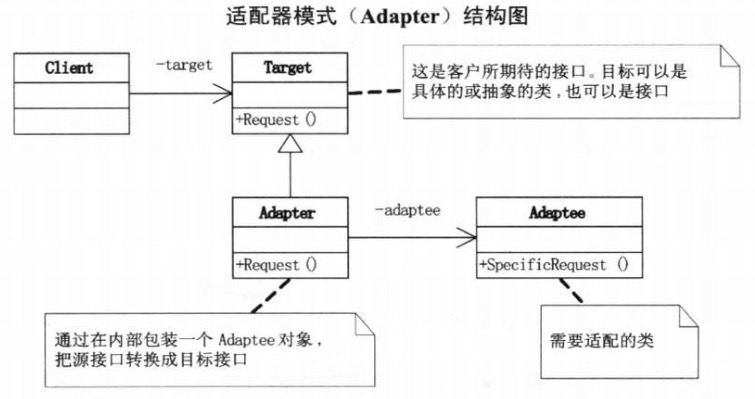 适配器模式（Adapter）结构图
Client
-target
Target
+Request()
这是客户所期待的接口。目标可以是
具体的或抽象的类,也可以是接口
Adapter
+Request()
-adaptee
Adaptee
+SpecificRequest ()
通过在内部包装一个 Adaptee 对象,
把源接口转换成目标接口
需要适配的类